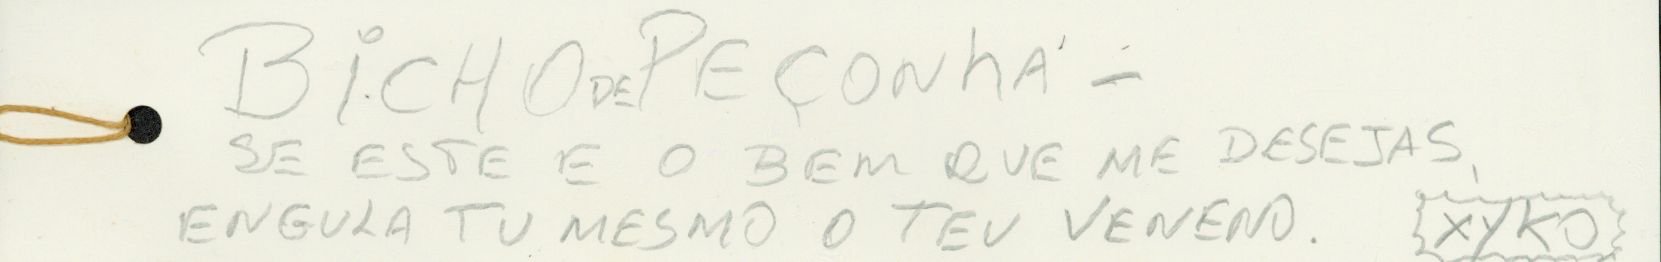 BiCHO DE PEÇONHA -
SE ESTE E O BEM QUE ME DESEJAS,
ENGULA TU MESMO O TEU VENENO.
XYKO